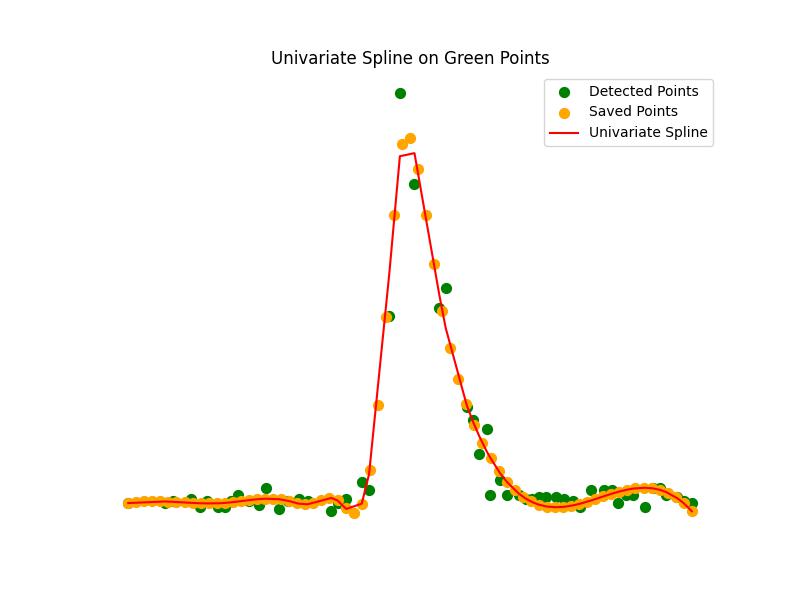 Univariate Spline on Green Points
Detected Points
Saved Points
Univariate Spline